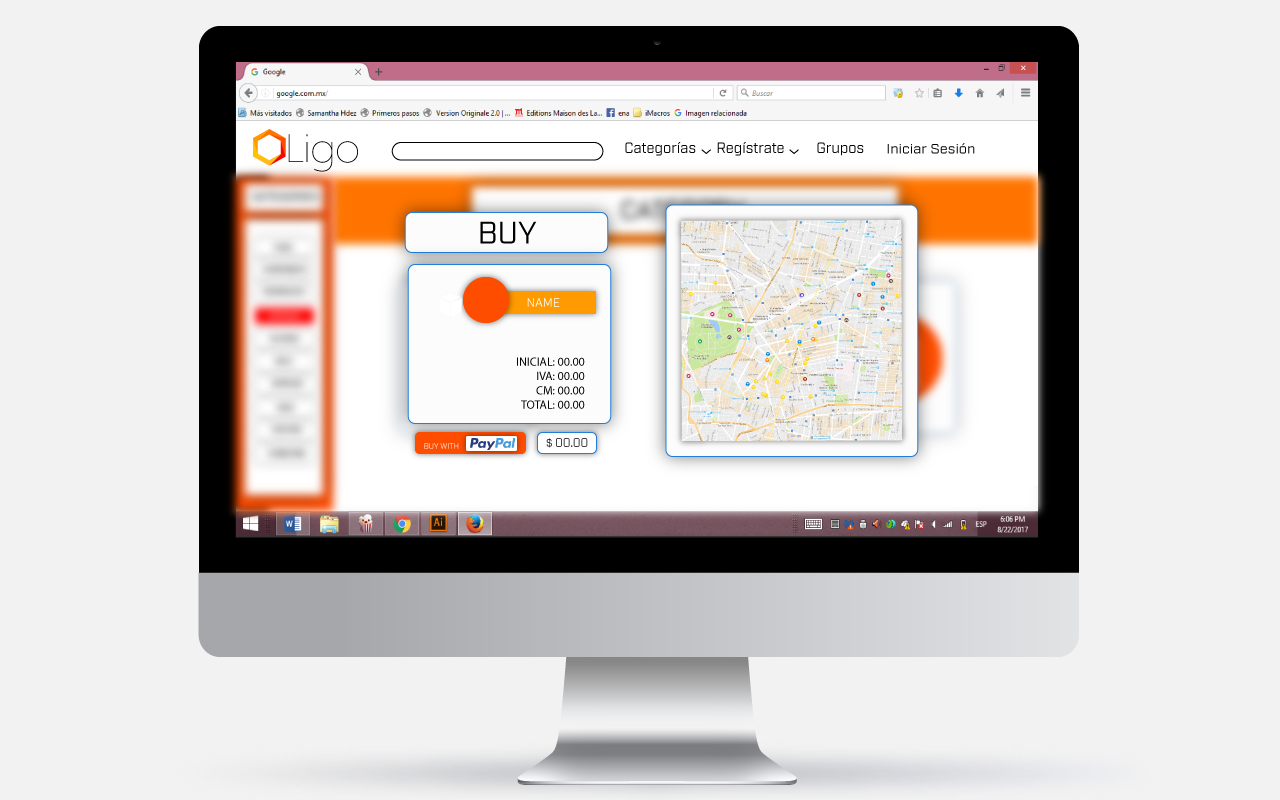 Google
google.com.mx/
Buscar
Más visitados Samantha Hdez Primeros pasos Version Originale 2.0 |... Editions Maison des La... ena iMacros Imagen relacionada
Ligo
Categorías Regístrate Grupos Iniciar Sesión
BUY
NAME
INICIAL: 00.00
IVA: 00.00
CM: 00.00
TOTAL: 00.00
BUY WITH PayPal $ 00.00
Ai
ESP
6:06 PM
8/22/2017